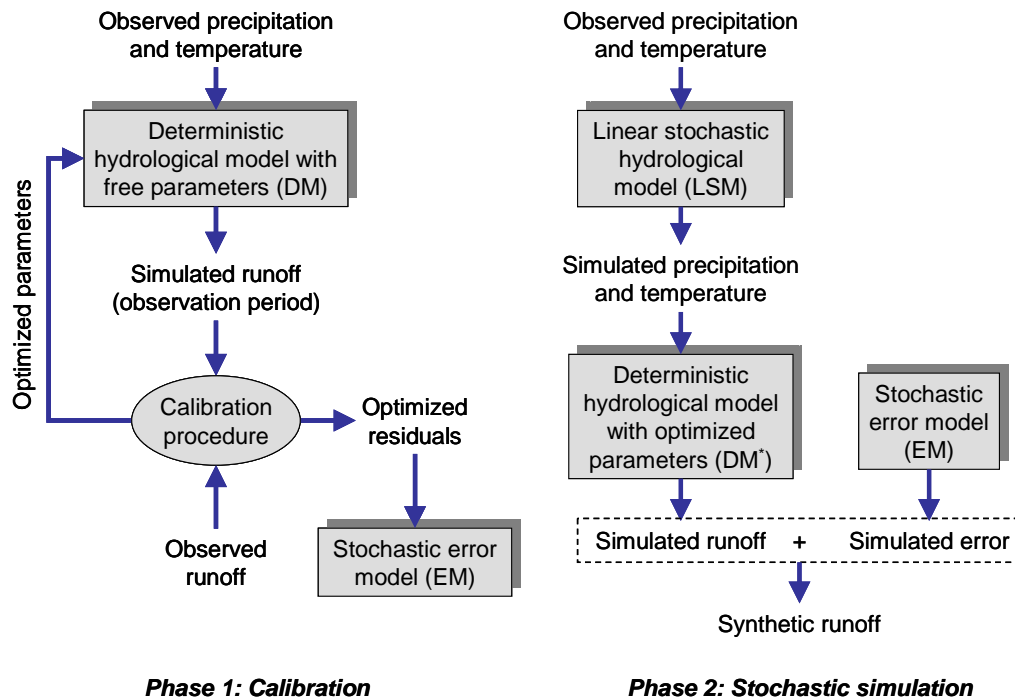 Observed precipitation
and temperature
Deterministic
hydrological model with
free parameters (DM)
Optimized parameters
Simulated runoff
(observation period)
Calibration
procedure
Optimized
residuals
Observed
runoff
Stochastic error
model (EM)
Phase 1: Calibration
Observed precipitation
and temperature
Linear stochastic
hydrological
model (LSM)
Simulated precipitation
and temperature
Deterministic
hydrological model
with optimized
parameters (DM*)
Stochastic
error model
(EM)
Simulated runoff + Simulated error
Synthetic runoff
Phase 2: Stochastic simulation